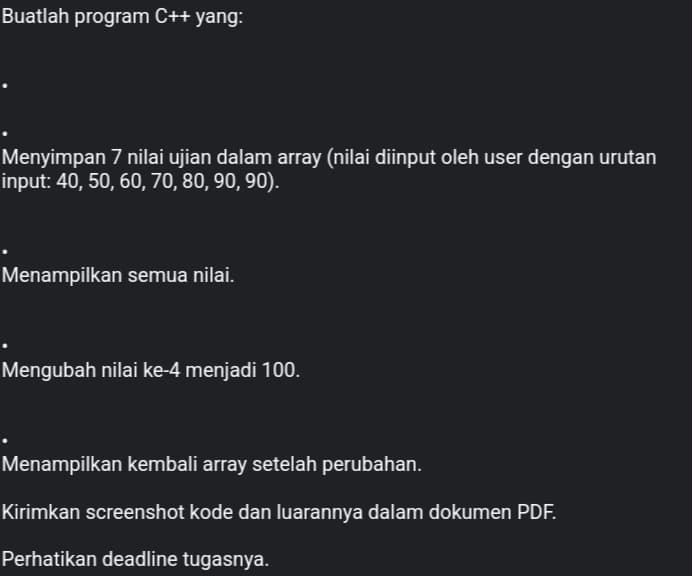 Buatlah program C++ yang:
•
•
Menyimpan 7 nilai ujian dalam array (nilai diinput oleh user dengan urutan
input: 40, 50, 60, 70, 80, 90, 90).
•
Menampilkan semua nilai.
•
Mengubah nilai ke-4 menjadi 100.
•
Menampilkan kembali array setelah perubahan.
Kirimkan screenshot kode dan luarannya dalam dokumen PDF.
Perhatikan deadline tugasnya.